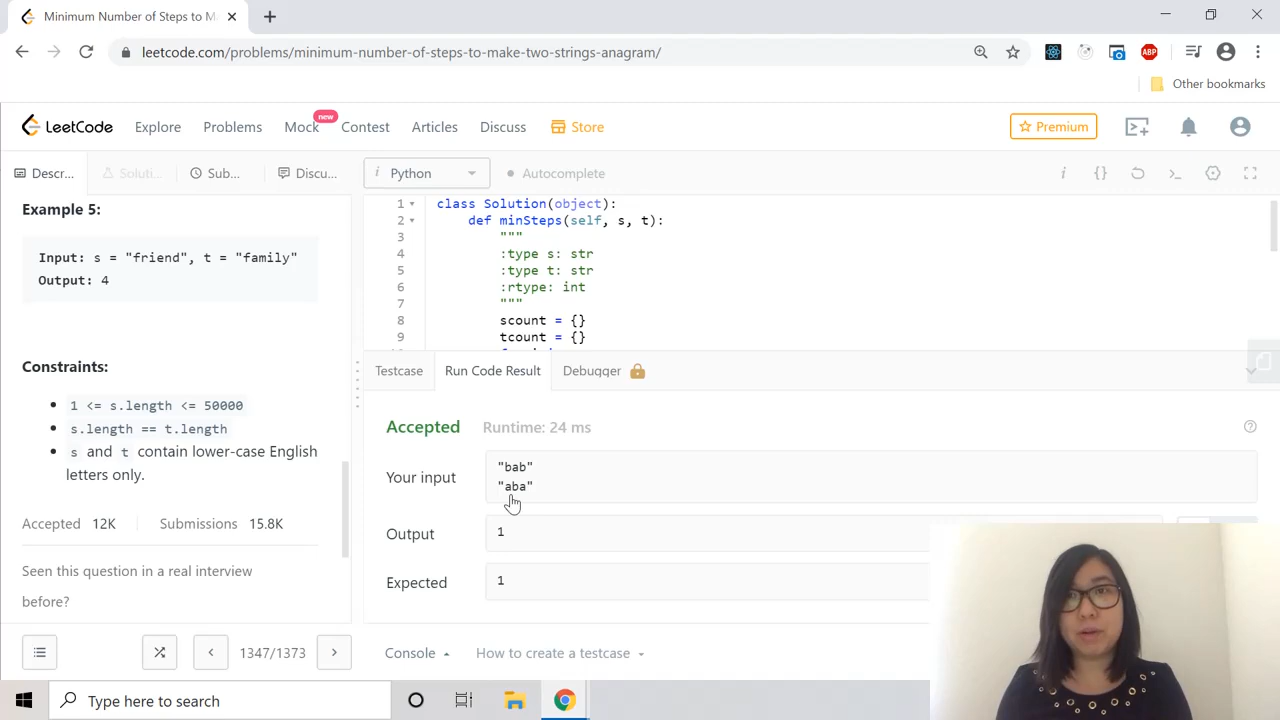 Minimum Number of Steps to M
leetcode.com/problems/minimum-number-of-steps-to-make-two-strings-anagram/
ABP
Other bookmarks
LeetCode
Explore
Problems
Mock
new
Contest
Articles
Discuss
Store
Premium
Descr...
Soluti...
Sub...
Discu...
i Python
Autocomplete
Example 5:
Input: s = "friend", t = "family"
Output: 4
Constraints:
1 <= s.length <= 50000
s.length == t.length
s and t contain lower-case English
letters only.
Accepted 12K
Submissions 15.8K
Seen this question in a real interview
before?
1347/1373
1 class Solution(object):
2 def minSteps(self, s, t):
3 """
4 :type s: str
5 :type t: str
6 :rtype: int
7 """
8 scount = {}
9 tcount = {}
Testcase
Run Code Result
Debugger
Accepted
Runtime: 24 ms
Your input
"bab"
"aba"
Output
1
Expected
1
Console
How to create a testcase
Type here to search